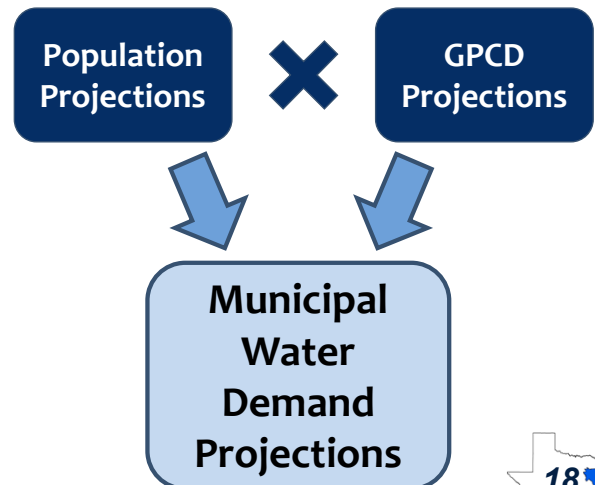 Population
Projections
GPCD
Projections
Municipal
Water
Demand
Projections
18